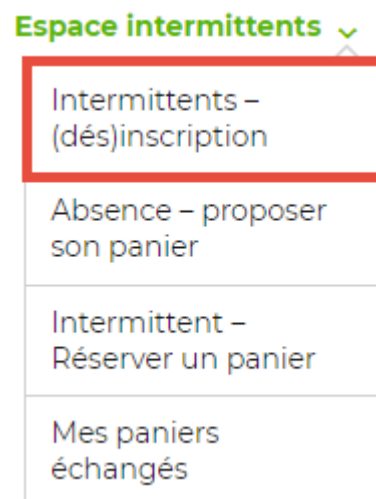 Espace intermittents
Intermittents –
(dés)inscription
Absence – proposer
son panier
Intermittent –
Réserver un panier
Mes paniers
échangés